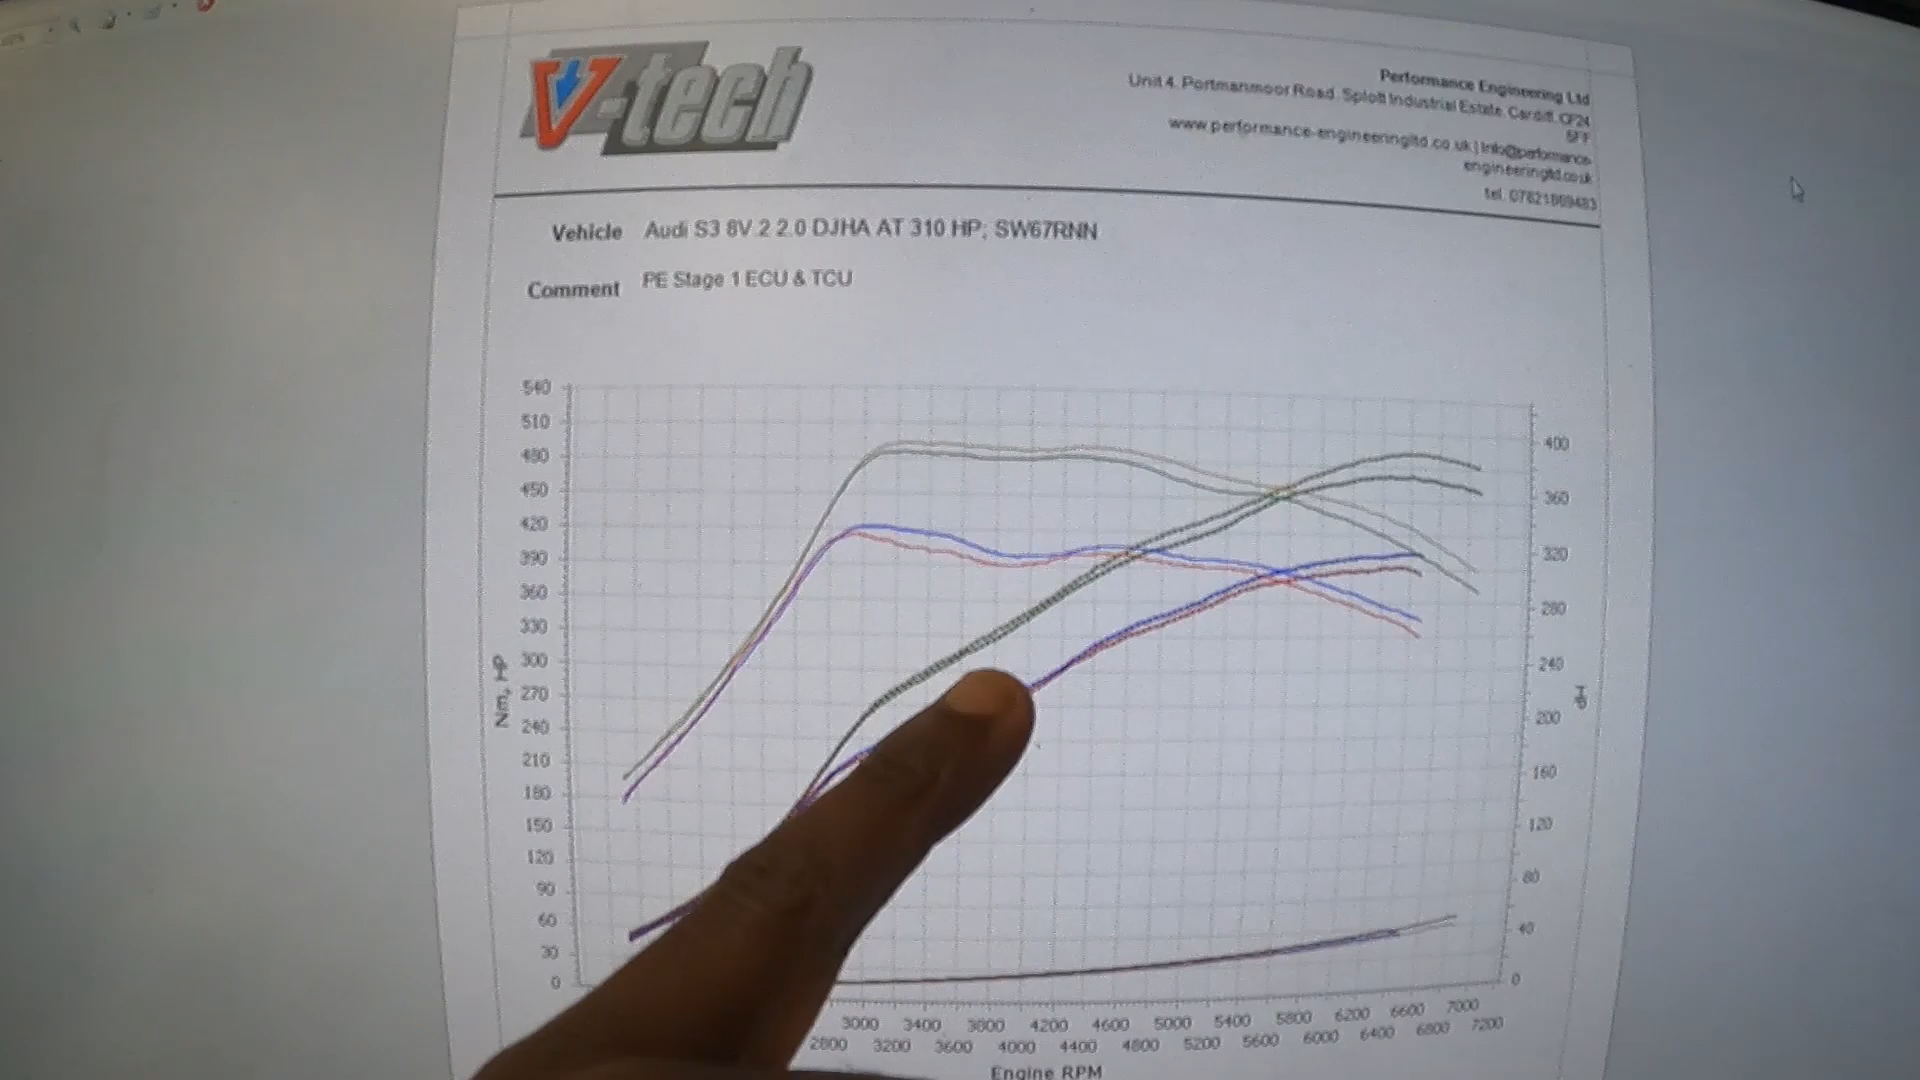 V-tech
Performance Engineering Ltd
Unit 4, Portmanmoor Road, Splott Industrial Estate, Cardiff, CF24
5FF
www.performance-engineeringltd.co.uk | Info@performance
engineeringltd.co.uk
tel. 07821869483
Vehicle Audi S3 8V 2 2.0 DJHA AT 310 HP; SW67RNN
Comment PE Stage 1 ECU & TCU
540
510
480
450
420
390
360
330
300
270
240
210
180
150
120
90
60
30
0
Nm, HP
400
360
320
280
240
200
160
120
80
40
0
HP
3000 3400 3800 4200 4600 5000 5400 5800 6200 6600 7000
2800 3200 3600 4000 4400 4800 5200 5600 6000 6400 6800 7200
Engine RPM